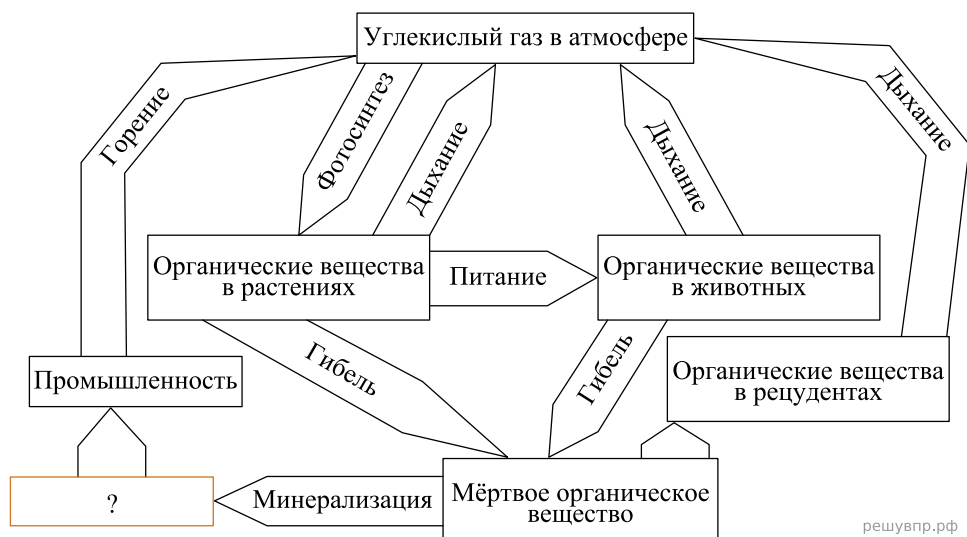 Углекислый газ в атмосфере
Горение
Фотосинтез
Дыхание
Дыхание
Дыхание
Органические вещества
в растениях
Питание
Органические вещества
в животных
Гибель
Гибель
Промышленность
Органические вещества
в рецудентах
?
Минерализация
Мёртвое органическое
вещество
решувпр.рф